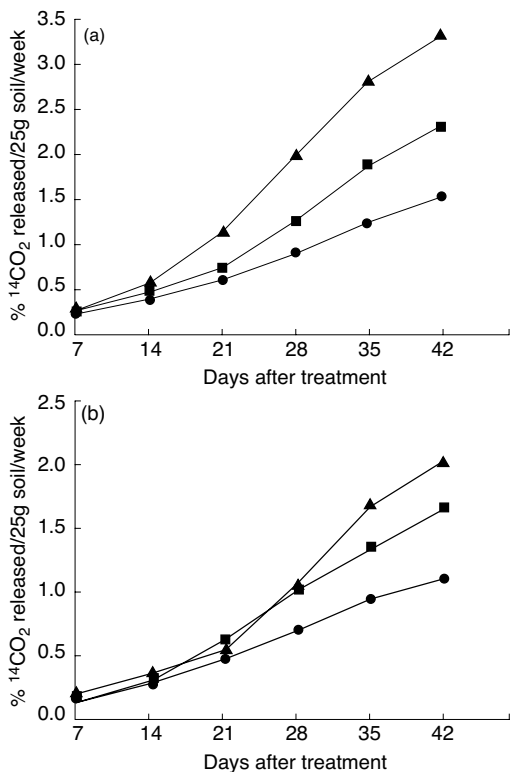 (a)
% ¹⁴CO₂ released/25g soil/week
3.5
3.0
2.5
2.0
1.5
1.0
0.5
0.0
7 14 21 28 35 42
Days after treatment
(b)
% ¹⁴CO₂ released/25g soil/week
2.5
2.0
1.5
1.0
0.5
0.0
7 14 21 28 35 42
Days after treatment